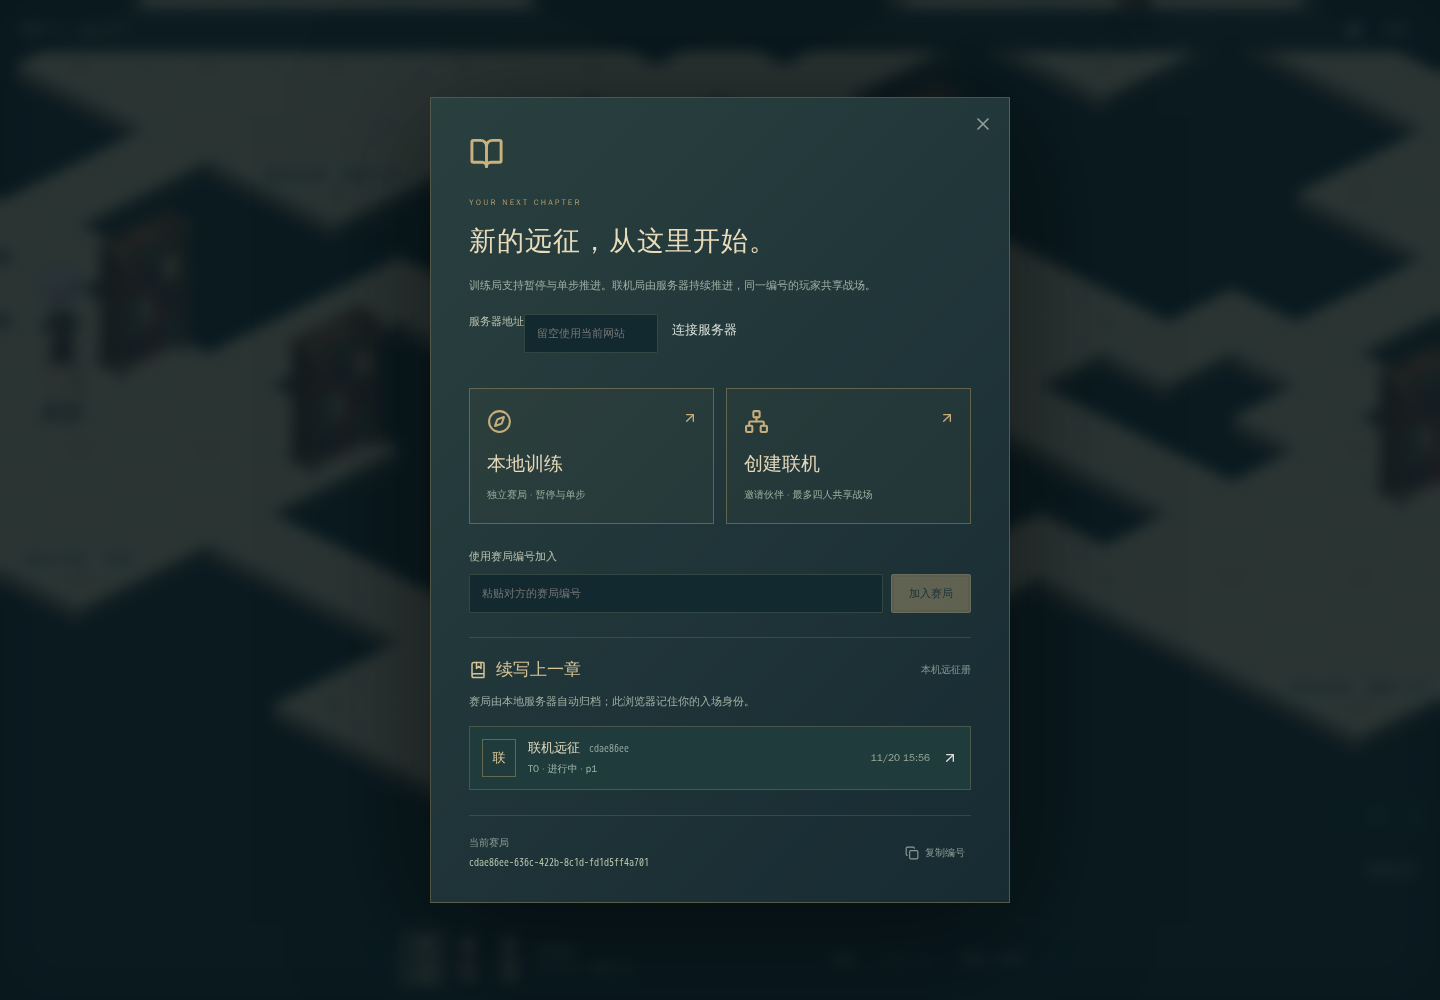 YOUR NEXT CHAPTER
新的远征，从这里开始。
训练局支持暂停与单步推进。联机局由服务器持续推进，同一编号的玩家共享战场。
服务器地址 留空使用当前网站 连接服务器
本地训练
独立赛局 · 暂停与单步
创建联机
邀请伙伴 · 最多四人共享战场
使用赛局编号加入
粘贴对方的赛局编号 加入赛局
续写上一章 本机远征册
赛局由本地服务器自动归档；此浏览器记住你的入场身份。
联 联机远征 cdae86ee 11/20 15:56
T0 · 进行中 · p1
当前赛局
cdae86ee-636c-422b-8c1d-fd1d5ff4a701
复制编号